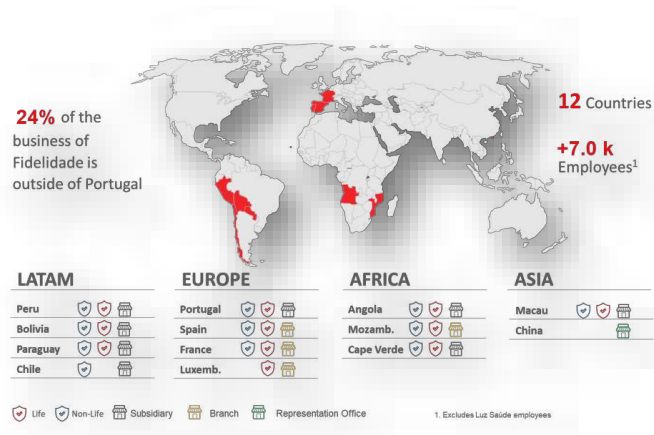 24% of the
business of
Fidelidade is
outside of Portugal
12 Countries
+7.0 k
Employees1
LATAM
Peru
Bolivia
Paraguay
Chile
EUROPE
Portugal
Spain
France
Luxemb.
AFRICA
Angola
Mozamb.
Cape Verde
ASIA
Macau
China
Life Non-Life Subsidiary Branch Representation Office
1. Excludes Luz Saúde employees